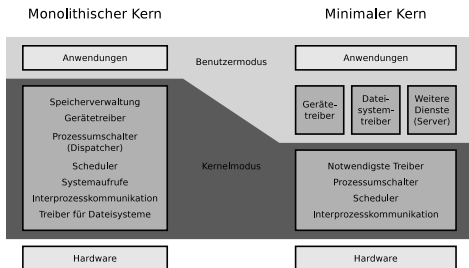 Monolithischer Kern
Minimaler Kern
Anwendungen
Benutzermodus
Anwendungen
Speicherverwaltung
Gerätetreiber
Prozessumschalter
(Dispatcher)
Scheduler
Systemaufrufe
Interprozesskommunikation
Treiber für Dateisysteme
Kernelmodus
Geräte-
treiber
Datei-
system-
treiber
Weitere
Dienste
(Server)
Notwendigste Treiber
Prozessumschalter
Scheduler
Interprozesskommunikation
Hardware
Hardware